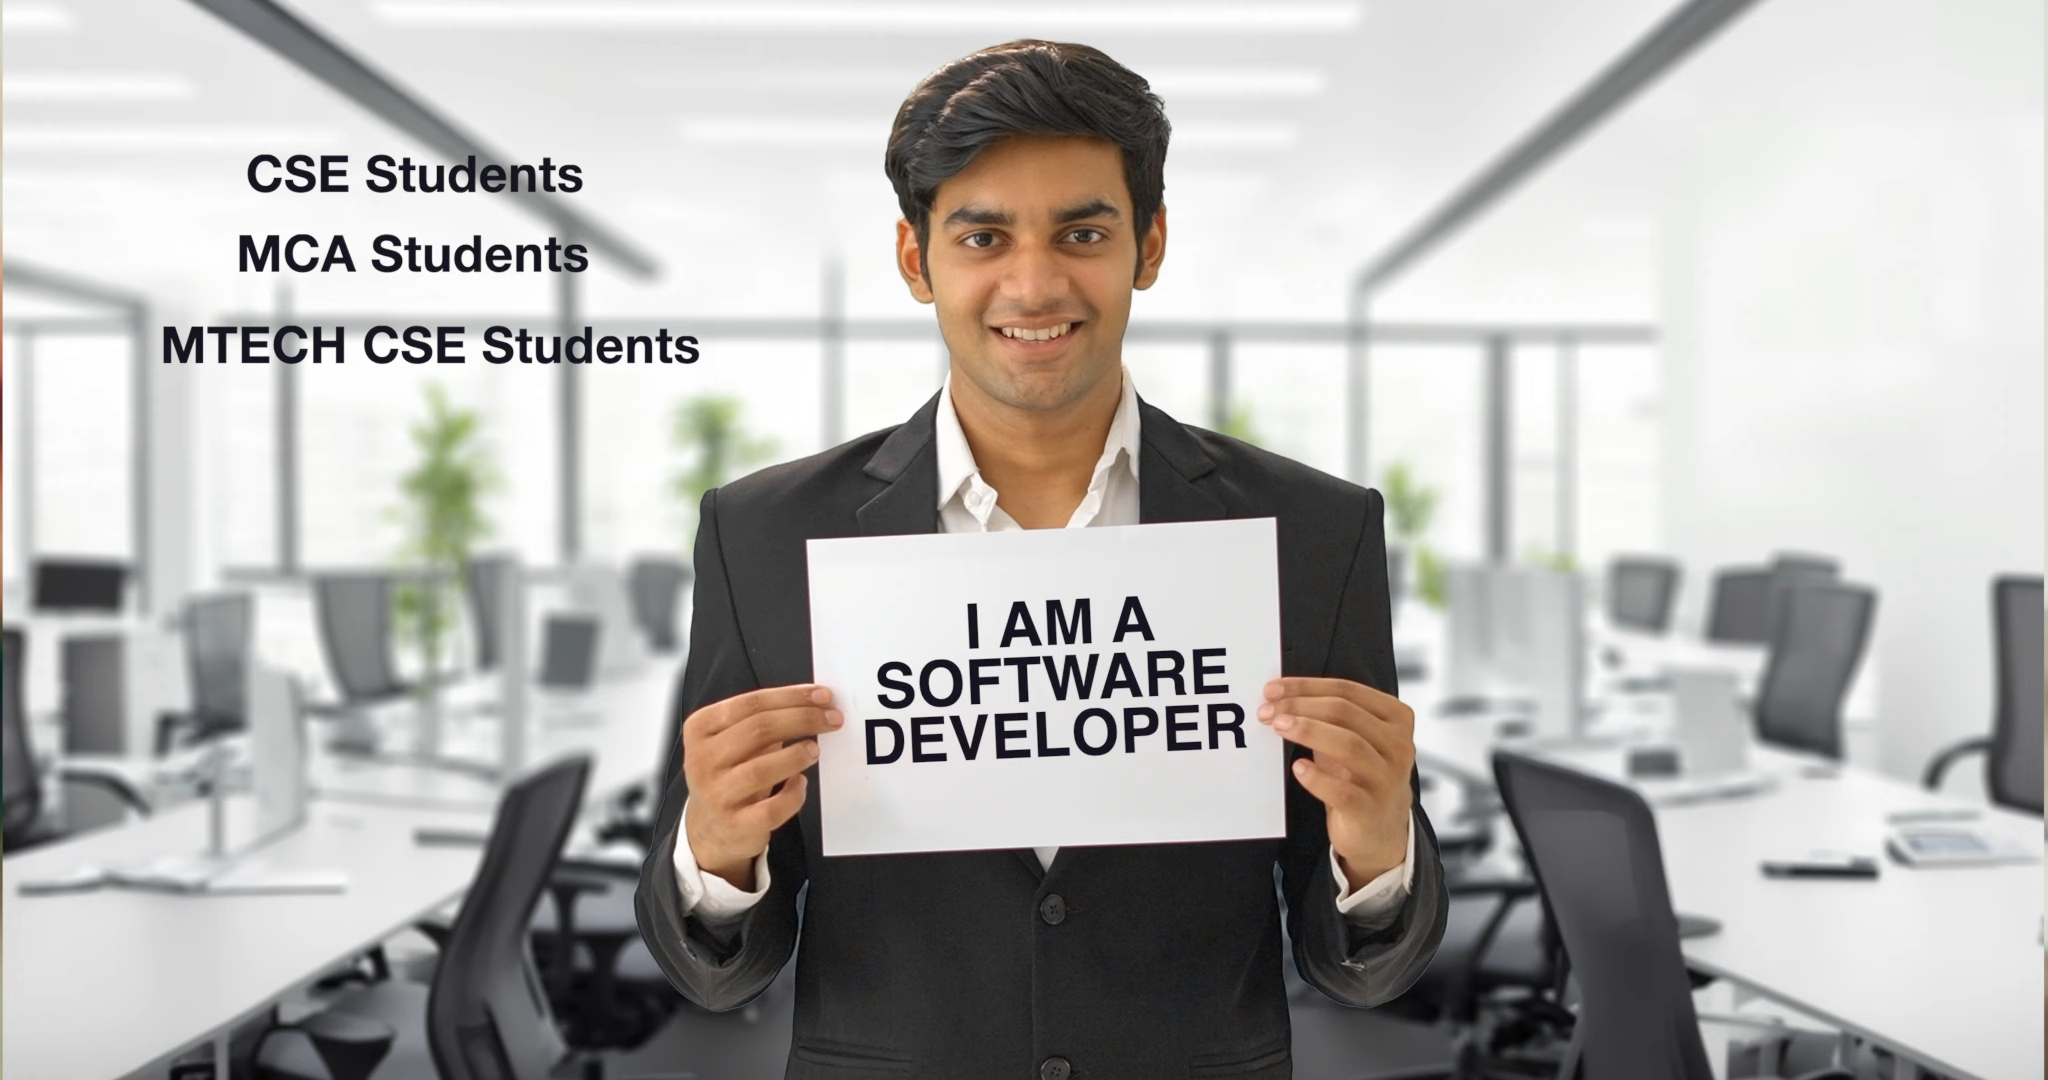 CSE Students
MCA Students
MTECH CSE Students
I AM A
SOFTWARE
DEVELOPER